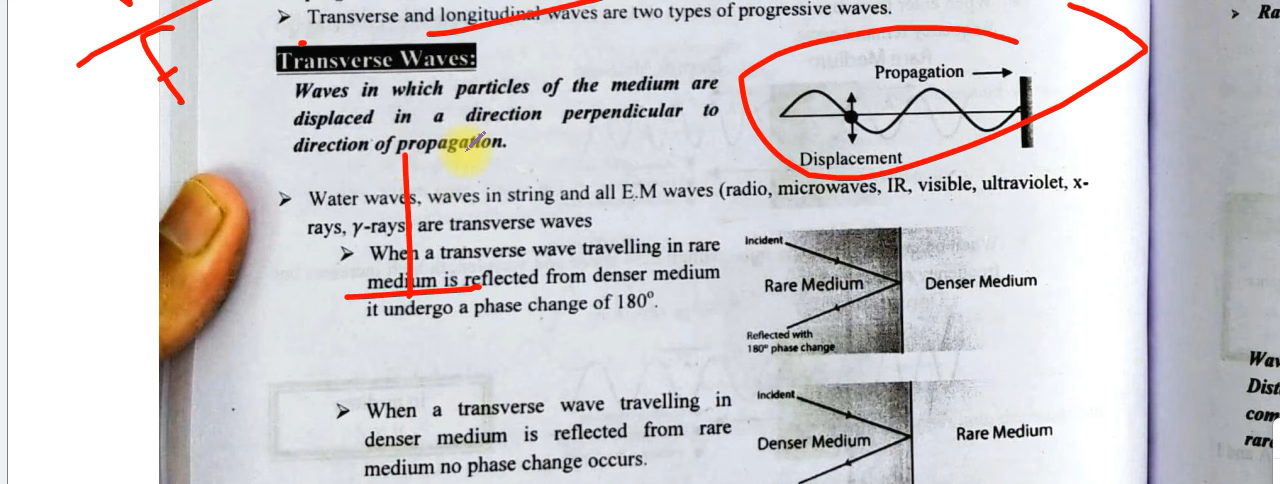 ➢ Transverse and longitudinal waves are two types of progressive waves.
Transverse Waves:
Waves in which particles of the medium are
displaced in a direction perpendicular to
direction of propagation.
Propagation
Displacement
➢ Water waves, waves in string and all E.M waves (radio, microwaves, IR, visible, ultraviolet, x-
rays, γ-rays) are transverse waves
➢ When a transverse wave travelling in rare
medium is reflected from denser medium
it undergo a phase change of 180°.
Incident
Rare Medium
Denser Medium
Reflected with
180° phase change
➢ When a transverse wave travelling in
denser medium is reflected from rare
medium no phase change occurs.
Incident
Denser Medium
Rare Medium
➢ Ra
Wav
Dist
com
rare